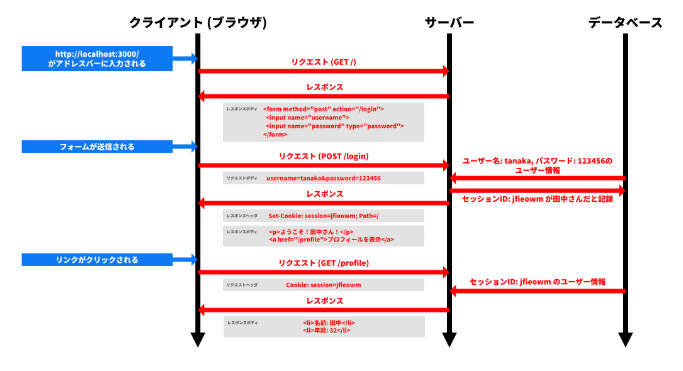 クライアント (ブラウザ)
サーバー
データベース
http://localhost:3000/
がアドレスバーに入力される
リクエスト (GET /)
レスポンス
レスポンスボディ
<form method="post" action="/login">
<input name="username">
<input name="password" type="password">
</form>
フォームが送信される
リクエスト (POST /login)
ユーザー名: tanaka, パスワード: 123456の
ユーザー情報
リクエストボディ
username=tanaka&password=123456
レスポンス
セッションID: jfieowm が田中さんだと記録
レスポンスヘッダ
Set-Cookie: session=jfieowm; Path=/
レスポンスボディ
<p>ようこそ！田中さん！</p>
<a href="/profile">プロフィールを表示</a>
リンクがクリックされる
リクエスト (GET /profile)
リクエストヘッダ
Cookie: session=jfieowm
セッションID: jfieowm のユーザー情報
レスポンス
レスポンスボディ
<li>名前: 田中</li>
<li>年齢: 32</li>